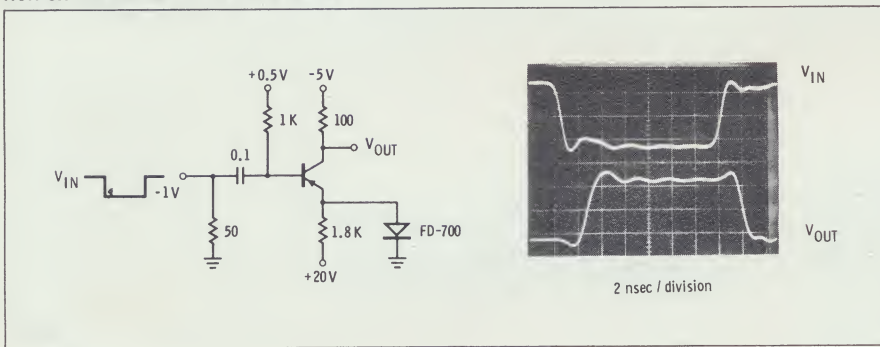 +0.5V
-5V
1K
100
V_OUT
0.1
V_IN
-1V
50
1.8K
FD-700
+20V
V_IN
V_OUT
2 nsec / division